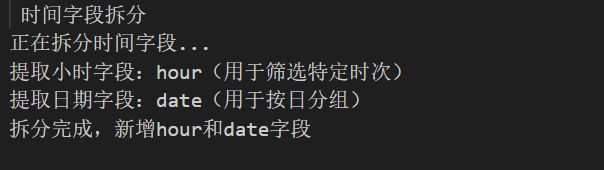 时间字段拆分
正在拆分时间字段...
提取小时字段：hour（用于筛选特定时次）
提取日期字段：date（用于按日分组）
拆分完成，新增hour和date字段